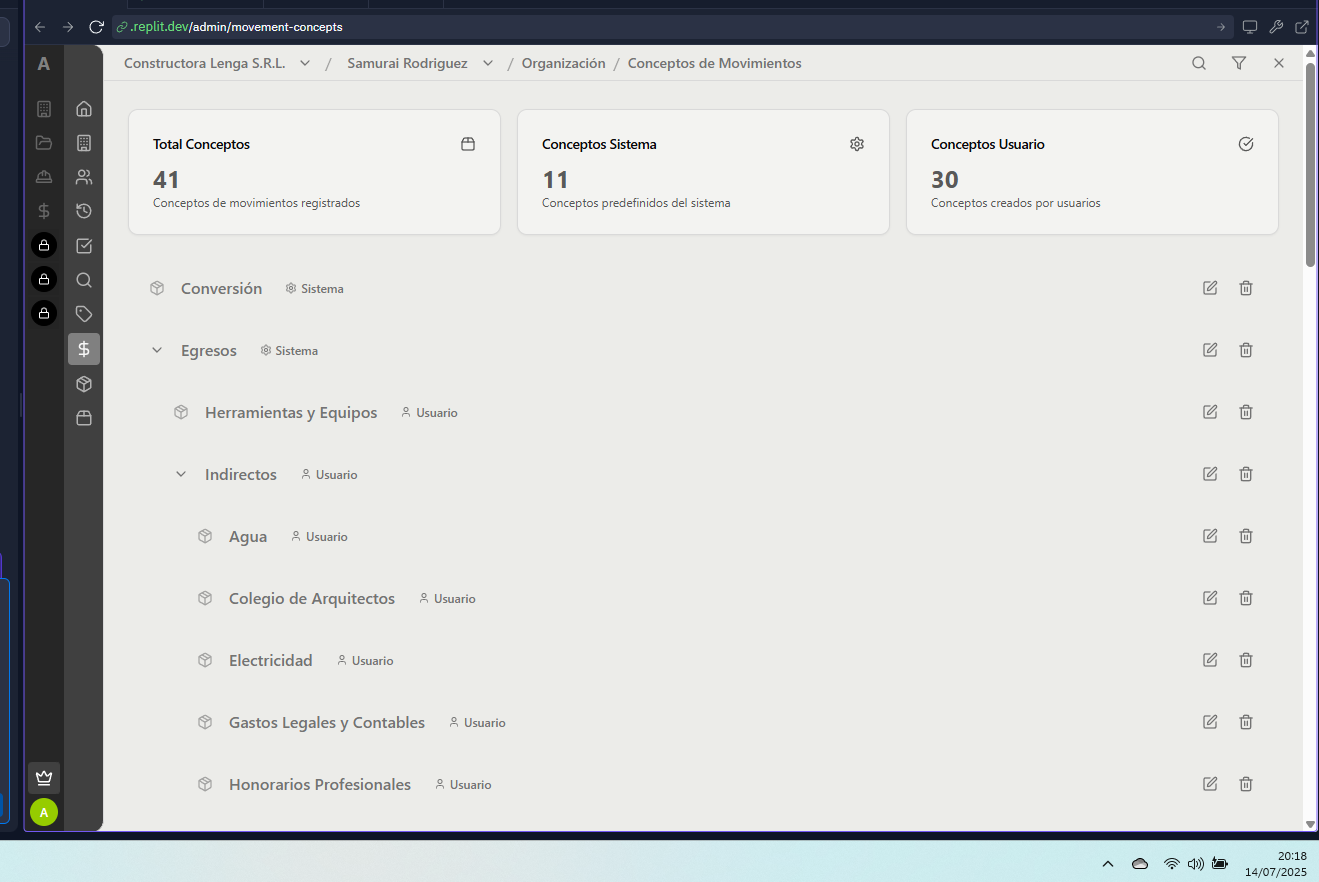 .replit.dev/admin/movement-concepts
A
Constructora Lenga S.R.L. / Samurai Rodriguez / Organización / Conceptos de Movimientos
Total Conceptos
41
Conceptos de movimientos registrados
Conceptos Sistema
11
Conceptos predefinidos del sistema
Conceptos Usuario
30
Conceptos creados por usuarios
Conversión Sistema
Egresos Sistema
Herramientas y Equipos Usuario
Indirectos Usuario
Agua Usuario
Colegio de Arquitectos Usuario
Electricidad Usuario
Gastos Legales y Contables Usuario
Honorarios Profesionales Usuario
A
20:18
14/07/2025